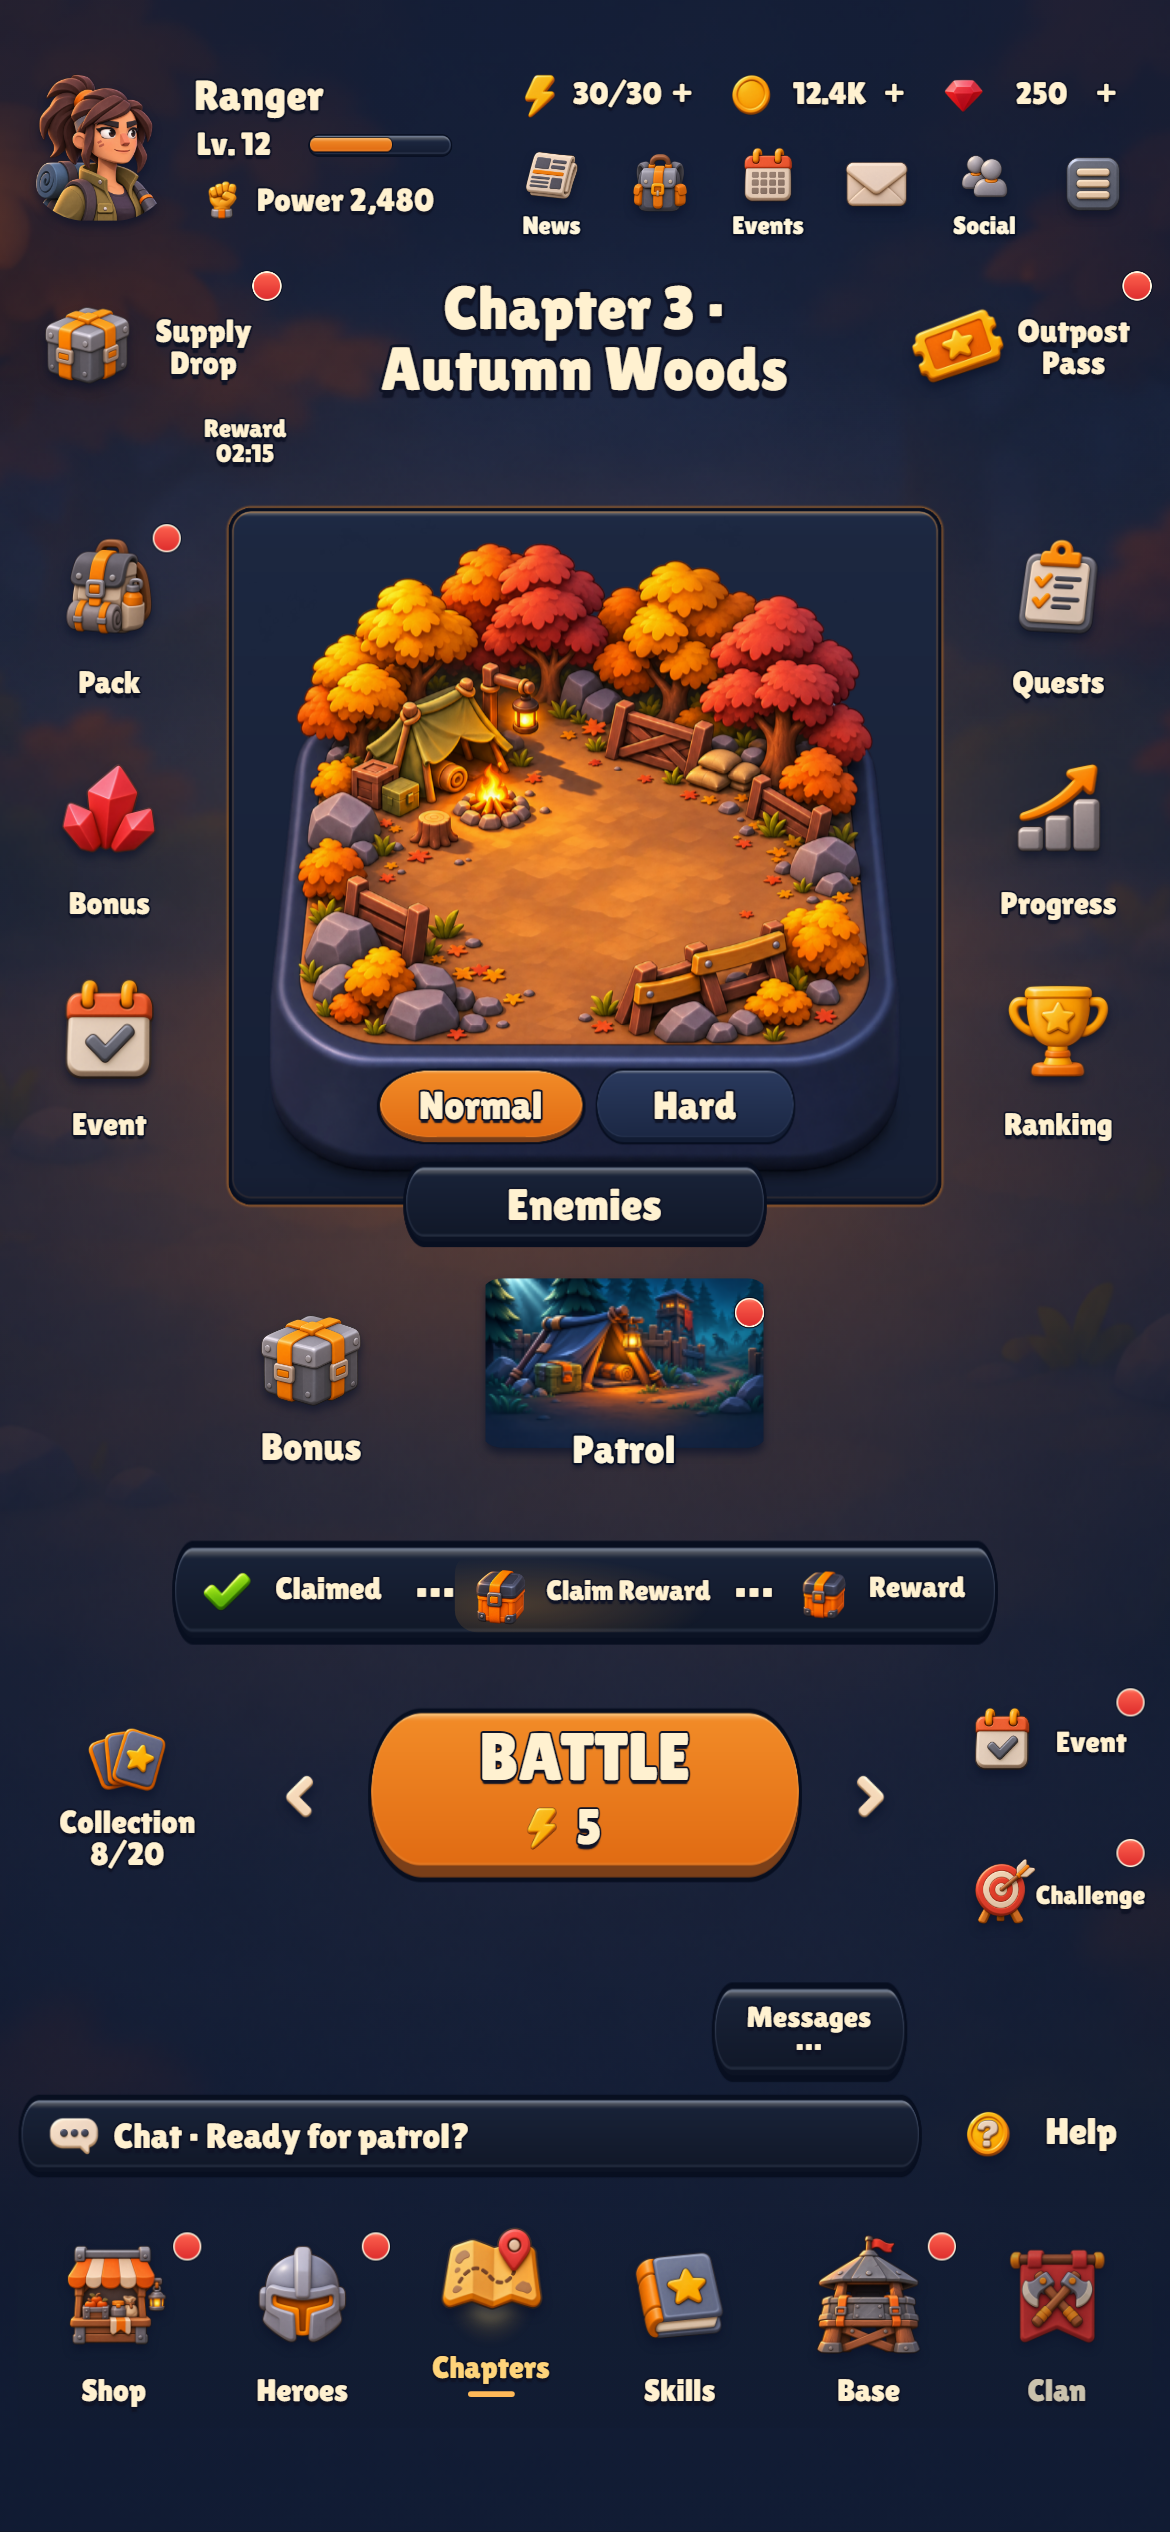 Ranger
Lv. 12
Power 2,480
30/30 +
12.4K +
250 +
News
Events
Social
Supply
Drop
Reward
02:15
Chapter 3 ·
Autumn Woods
Outpost
Pass
Pack
Bonus
Event
Quests
Progress
Ranking
Normal
Hard
Enemies
Bonus
Patrol
Claimed
...
Claim Reward
...
Reward
Collection
8/20
BATTLE
5
Event
Challenge
Messages
...
Chat · Ready for patrol?
Help
Shop
Heroes
Chapters
Skills
Base
Clan